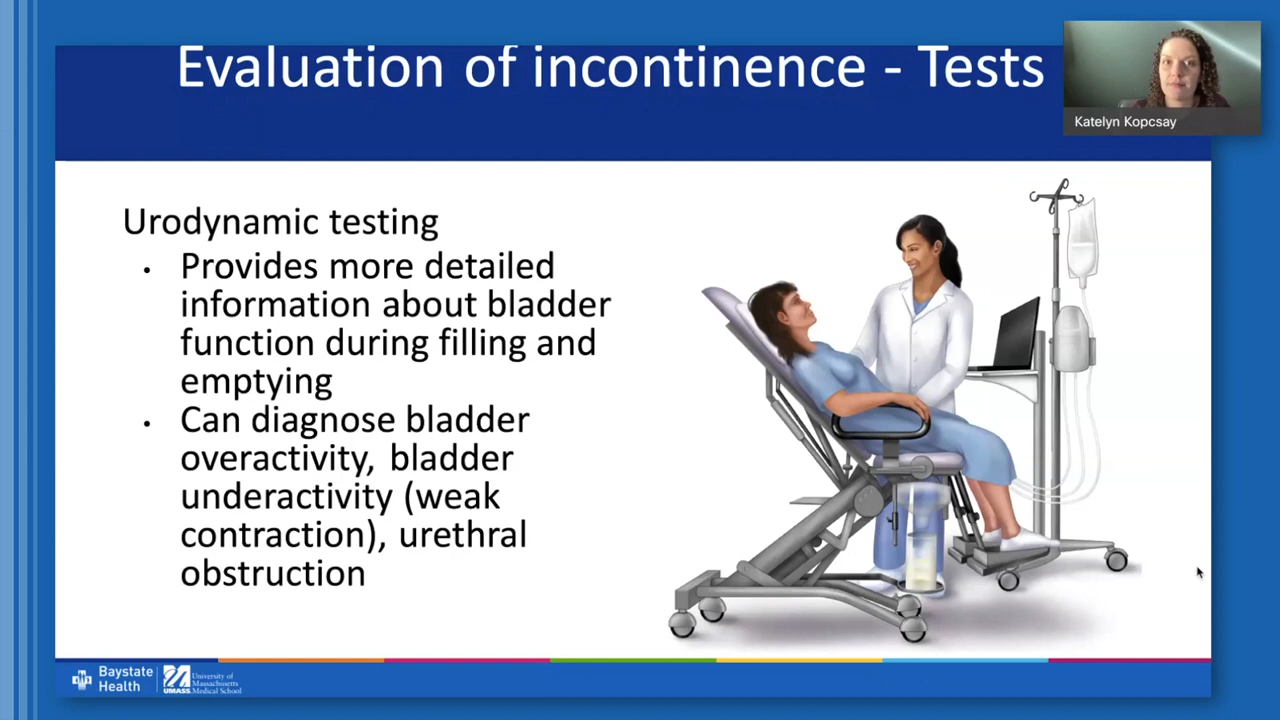 Evaluation of incontinence - Tests
Katelyn Kopcsay
Urodynamic testing
• Provides more detailed
information about bladder
function during filling and
emptying
• Can diagnose bladder
overactivity, bladder
underactivity (weak
contraction), urethral
obstruction
Baystate
Health
UMASS
University of
Massachusetts
Medical School